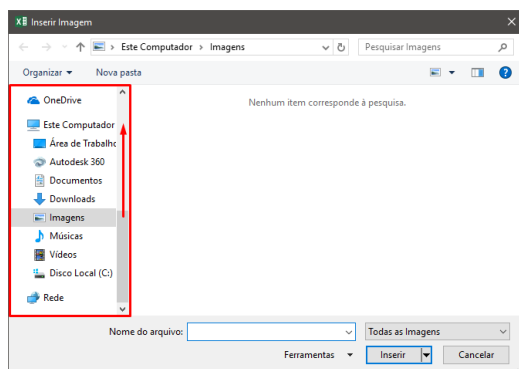 Inserir Imagem
Este Computador > Imagens
Pesquisar Imagens
Organizar
Nova pasta
OneDrive
Nenhum item corresponde à pesquisa.
Este Computador
Área de Trabalho
Autodesk 360
Documentos
Downloads
Imagens
Músicas
Vídeos
Disco Local (C:)
Rede
Nome do arquivo:
Todas as Imagens
Ferramentas
Inserir
Cancelar